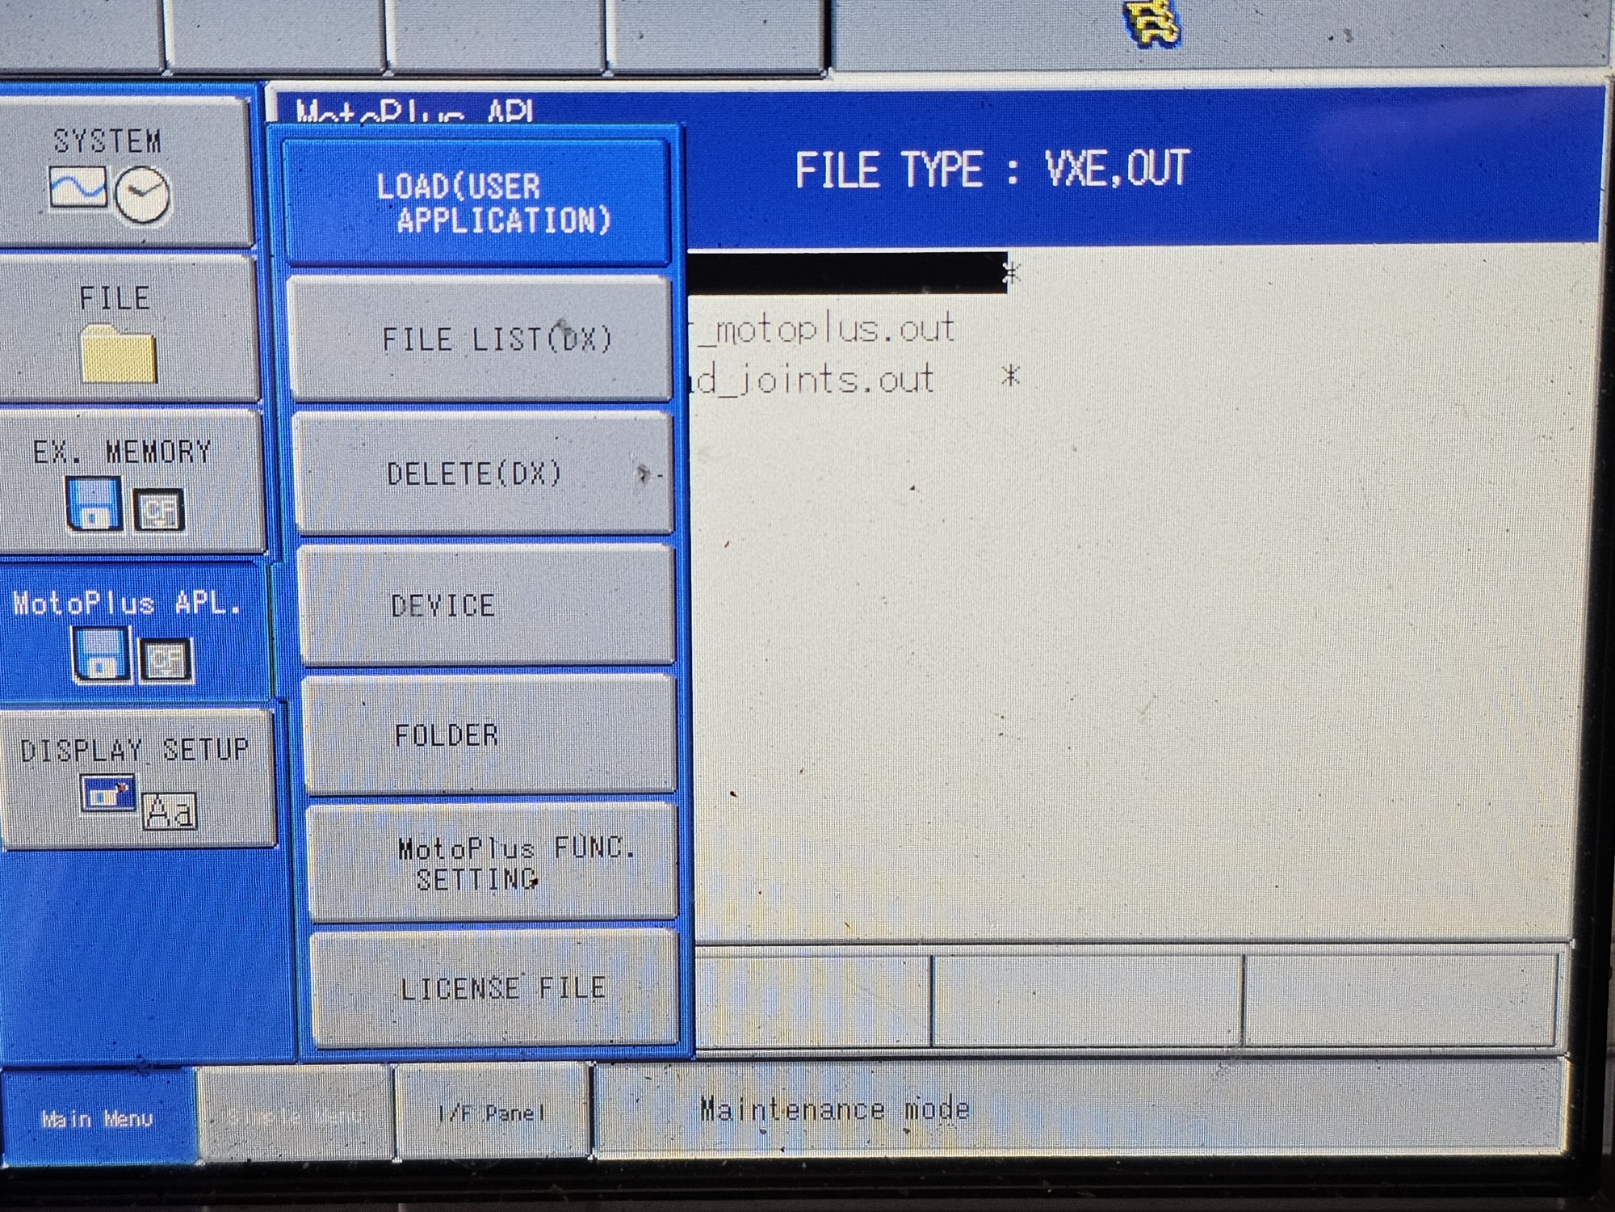 MotoPlus APL
SYSTEM
FILE TYPE : VXE,OUT
LOAD(USER
APPLICATION)
*
FILE
FILE LIST(DX)
_motoplus.out
d_joints.out *
EX. MEMORY
CF
DELETE(DX)
MotoPlus APL.
CF
DEVICE
DISPLAY SETUP
Aa
FOLDER
MotoPlus FUNC.
SETTING
LICENSE FILE
Main Menu
Simple Menu
I/F Panel
Maintenance mode